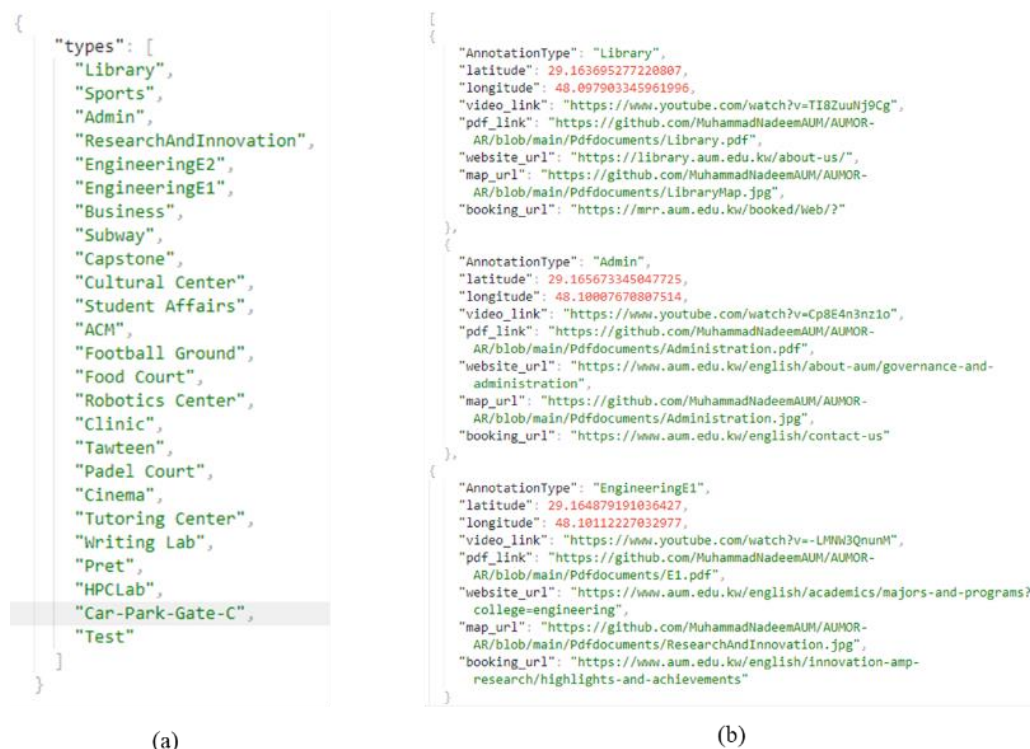 {
"types": [
"Library",
"Sports",
"Admin",
"ResearchAndInnovation",
"EngineeringE2",
"EngineeringE1",
"Business",
"Subway",
"Capstone",
"Cultural Center",
"Student Affairs",
"ACM",
"Football Ground",
"Food Court",
"Robotics Center",
"Clinic",
"Tawteen",
"Padel Court",
"Cinema",
"Tutoring Center",
"Writing Lab",
"Pret",
"HPCLab",
"Car-Park-Gate-C",
"Test"
]
}
(a)
[
{
"AnnotationType": "Library",
"latitude": 29.163695277220807,
"longitude": 48.097903345961996,
"video_link": "https://www.youtube.com/watch?v=TI8ZuuNj9Cg",
"pdf_link": "https://github.com/MuhammadNadeemAUM/AUMOR-
AR/blob/main/Pdfdocuments/Library.pdf",
"website_url": "https://library.aum.edu.kw/about-us/",
"map_url": "https://github.com/MuhammadNadeemAUM/AUMOR-
AR/blob/main/Pdfdocuments/LibraryMap.jpg",
"booking_url": "https://mrr.aum.edu.kw/booked/Web/?"
},
{
"AnnotationType": "Admin",
"latitude": 29.165673345047725,
"longitude": 48.10007670807514,
"video_link": "https://www.youtube.com/watch?v=Cp8E4n3nz1o",
"pdf_link": "https://github.com/MuhammadNadeemAUM/AUMOR-
AR/blob/main/Pdfdocuments/Administration.pdf",
"website_url": "https://www.aum.edu.kw/english/about-aum/governance-and-
administration",
"map_url": "https://github.com/MuhammadNadeemAUM/AUMOR-
AR/blob/main/Pdfdocuments/Administration.jpg",
"booking_url": "https://www.aum.edu.kw/english/contact-us"
},
{
"AnnotationType": "EngineeringE1",
"latitude": 29.164879191036427,
"longitude": 48.10112227032977,
"video_link": "https://www.youtube.com/watch?v=-LMNW3QnunM",
"pdf_link": "https://github.com/MuhammadNadeemAUM/AUMOR-
AR/blob/main/Pdfdocuments/E1.pdf",
"website_url": "https://www.aum.edu.kw/english/academics/majors-and-programs?
college=engineering",
"map_url": "https://github.com/MuhammadNadeemAUM/AUMOR-
AR/blob/main/Pdfdocuments/ResearchAndInnovation.jpg",
"booking_url": "https://www.aum.edu.kw/english/innovation-amp-
research/highlights-and-achievements"
}
(b)